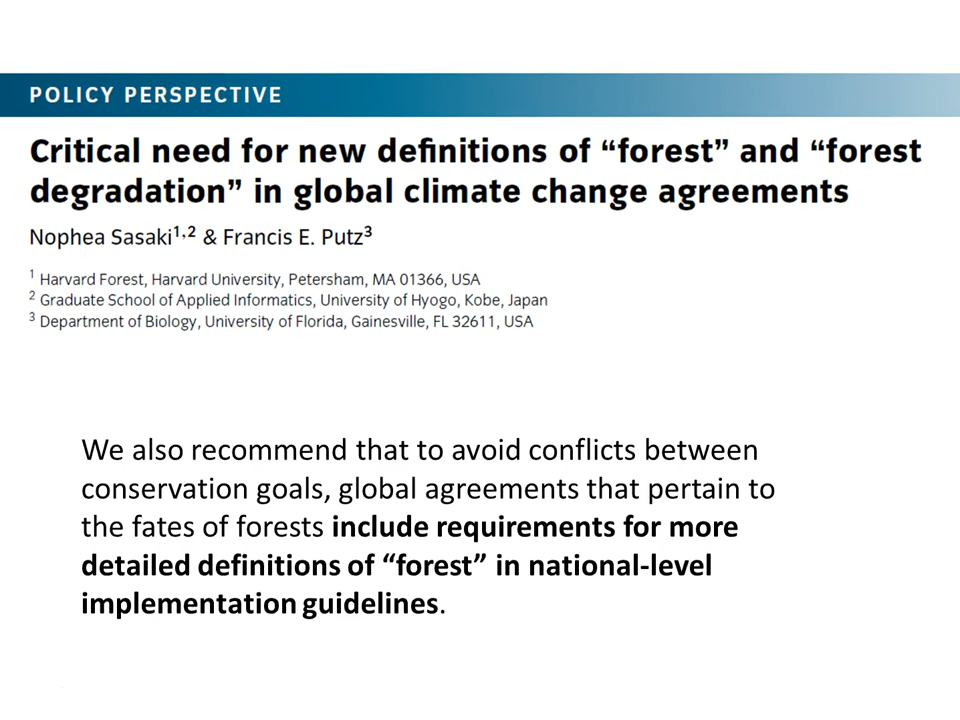 POLICY PERSPECTIVE
Critical need for new definitions of “forest” and “forest
degradation” in global climate change agreements
Nophea Sasaki1,2 & Francis E. Putz3
1 Harvard Forest, Harvard University, Petersham, MA 01366, USA
2 Graduate School of Applied Informatics, University of Hyogo, Kobe, Japan
3 Department of Biology, University of Florida, Gainesville, FL 32611, USA
We also recommend that to avoid conflicts between
conservation goals, global agreements that pertain to
the fates of forests include requirements for more
detailed definitions of “forest” in national-level
implementation guidelines.